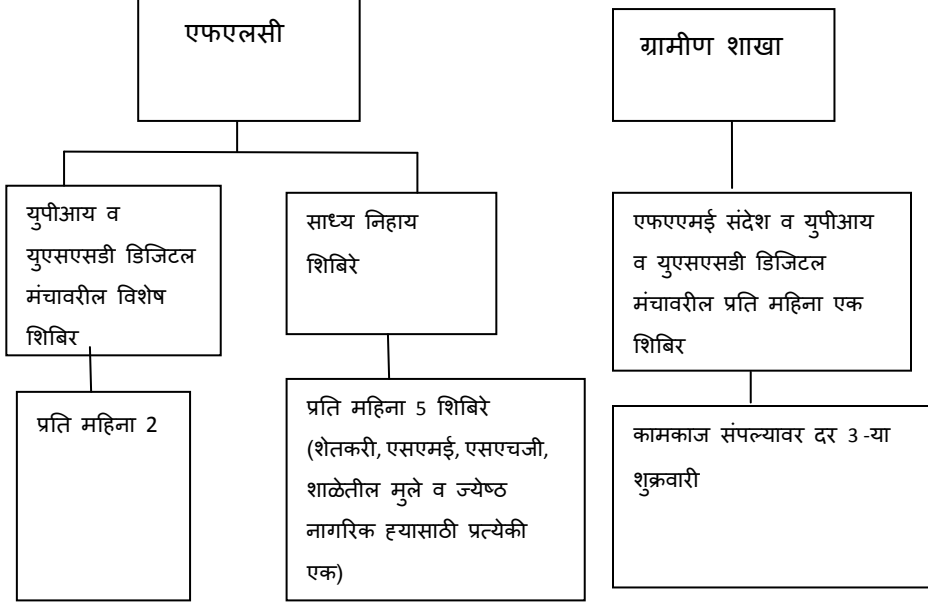 एफएलसी
ग्रामीण शाखा
युपीआय व
युएसएसडी डिजिटल
मंचावरील विशेष
शिबिर
साध्य निहाय
शिबिरे
एफएएमई संदेश व युपीआय
व युएसएसडी डिजिटल
मंचावरील प्रति महिना एक
शिबिर
प्रति महिना 2
प्रति महिना 5 शिबिरे
(शेतकरी, एसएमई, एसएचजी,
शाळेतील मुले व ज्येष्ठ
नागरिक ह्यासाठी प्रत्येकी
एक)
कामकाज संपल्यावर दर 3 -या
शुक्रवारी